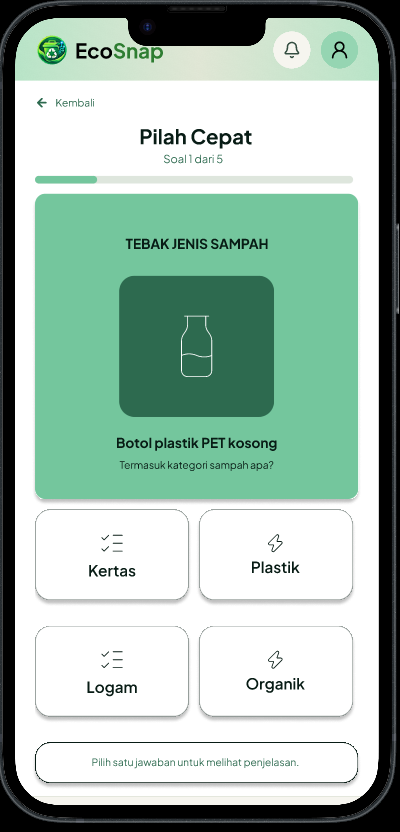 EcoSnap
Kembali
Pilah Cepat
Soal 1 dari 5
TEBAK JENIS SAMPAH
Botol plastik PET kosong
Termasuk kategori sampah apa?
Kertas
Plastik
Logam
Organik
Pilih satu jawaban untuk melihat penjelasan.